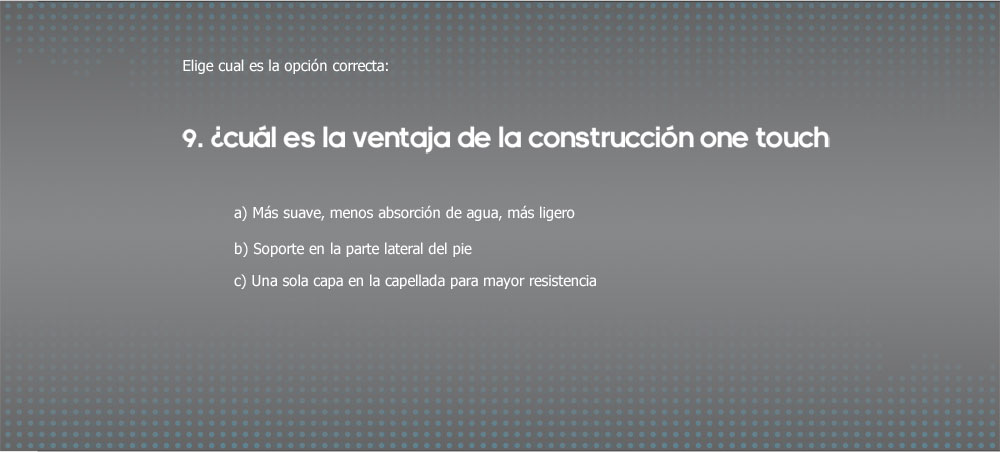 Elige cual es la opción correcta:
9. ¿cuál es la ventaja de la construcción one touch
a) Más suave, menos absorción de agua, más ligero
b) Soporte en la parte lateral del pie
c) Una sola capa en la capellada para mayor resistencia